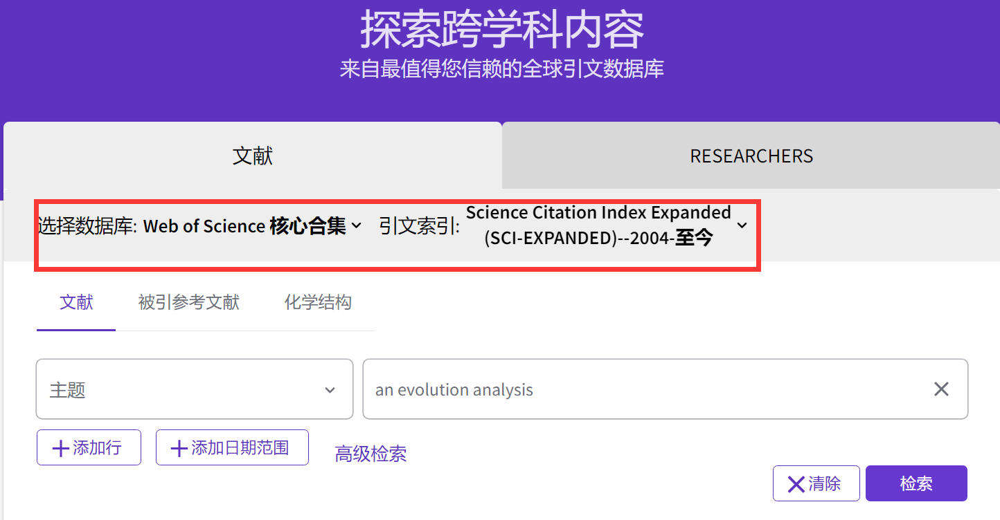 探索跨学科内容
来自最值得您信赖的全球引文数据库
文献
RESEARCHERS
选择数据库: Web of Science 核心合集
引文索引: Science Citation Index Expanded
(SCI-EXPANDED)--2004-至今
文献 被引参考文献 化学结构
主题
an evolution analysis
添加行 添加日期范围 高级检索
清除 检索